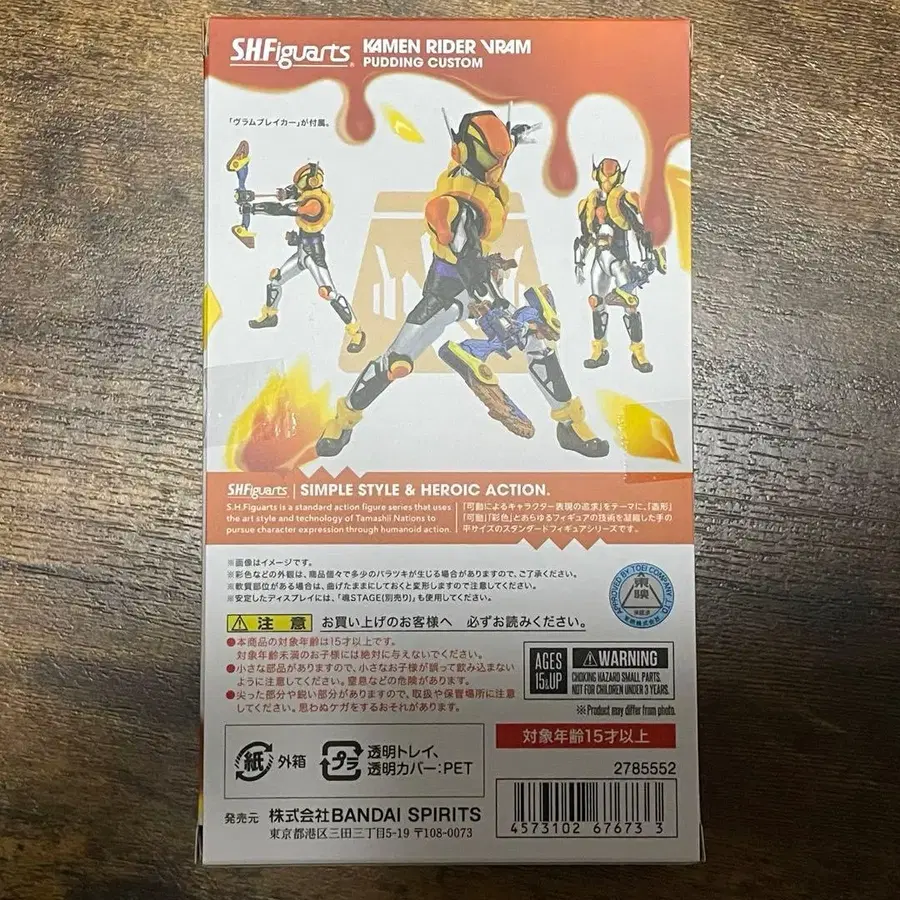 S.H.Figuarts KAMEN RIDER VRAM
PUDDING CUSTOM
「ヴラムブレイカー」が付属。
S.H.Figuarts SIMPLE STYLE & HEROIC ACTION.
S.H.Figuarts is a standard action figure series that uses
the art style and technology of Tamashii Nations to
pursue character expression through humanoid action.
「可動によるキャラクター表現の追求」をテーマに、「造形」
「可動」「彩色」とあらゆるフィギュアの技術を凝縮した手の
平サイズのスタンダードフィギュアシリーズです。
※画像はイメージです。
※彩色などの外観は、商品個々で多少のバラツキが生じる場合がありますので、ご了承ください。
※軟質部位がある場合は、曲げたままにしておくと変形しますので注意してください。
※安定したディスプレイには、「魂STAGE(別売り)」も使用してください。
APPROVED BY TOEI COMPANY
東映
承認済
東映株式会社
注意 お買い上げのお客様へ 必ずお読みください。
●本商品の対象年齢は15才以上です。
対象年齢未満のお子様には絶対に与えないでください。
●小さな部品がありますので、小さなお子様が誤って飲み込まない
ように注意してください。窒息などの危険があります。
●尖った部分や鋭い部分がありますので、取扱や保管場所に注意
してください。思わぬケガをするおそれがあります。
AGES
15&UP
WARNING
CHOKING HAZARD Small parts.
Not for children under 3 years.
※Product may differ from photo.
対象年齢15才以上
紙 外箱
プラ 透明トレイ、
透明カバー:PET
2785552
発売元 株式会社BANDAI SPIRITS
東京都港区三田三丁目5-19 〒108-0073
4573102 67673 3